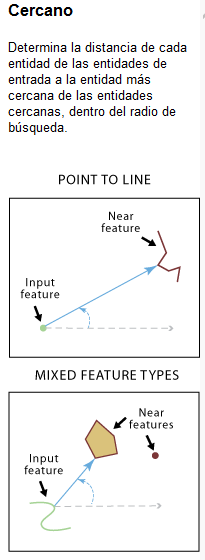 Cercano
Determina la distancia de cada
entidad de las entidades de
entrada a la entidad más
cercana de las entidades
cercanas, dentro del radio de
búsqueda.
POINT TO LINE
Near
feature
Input
feature
MIXED FEATURE TYPES
Near
features
Input
feature